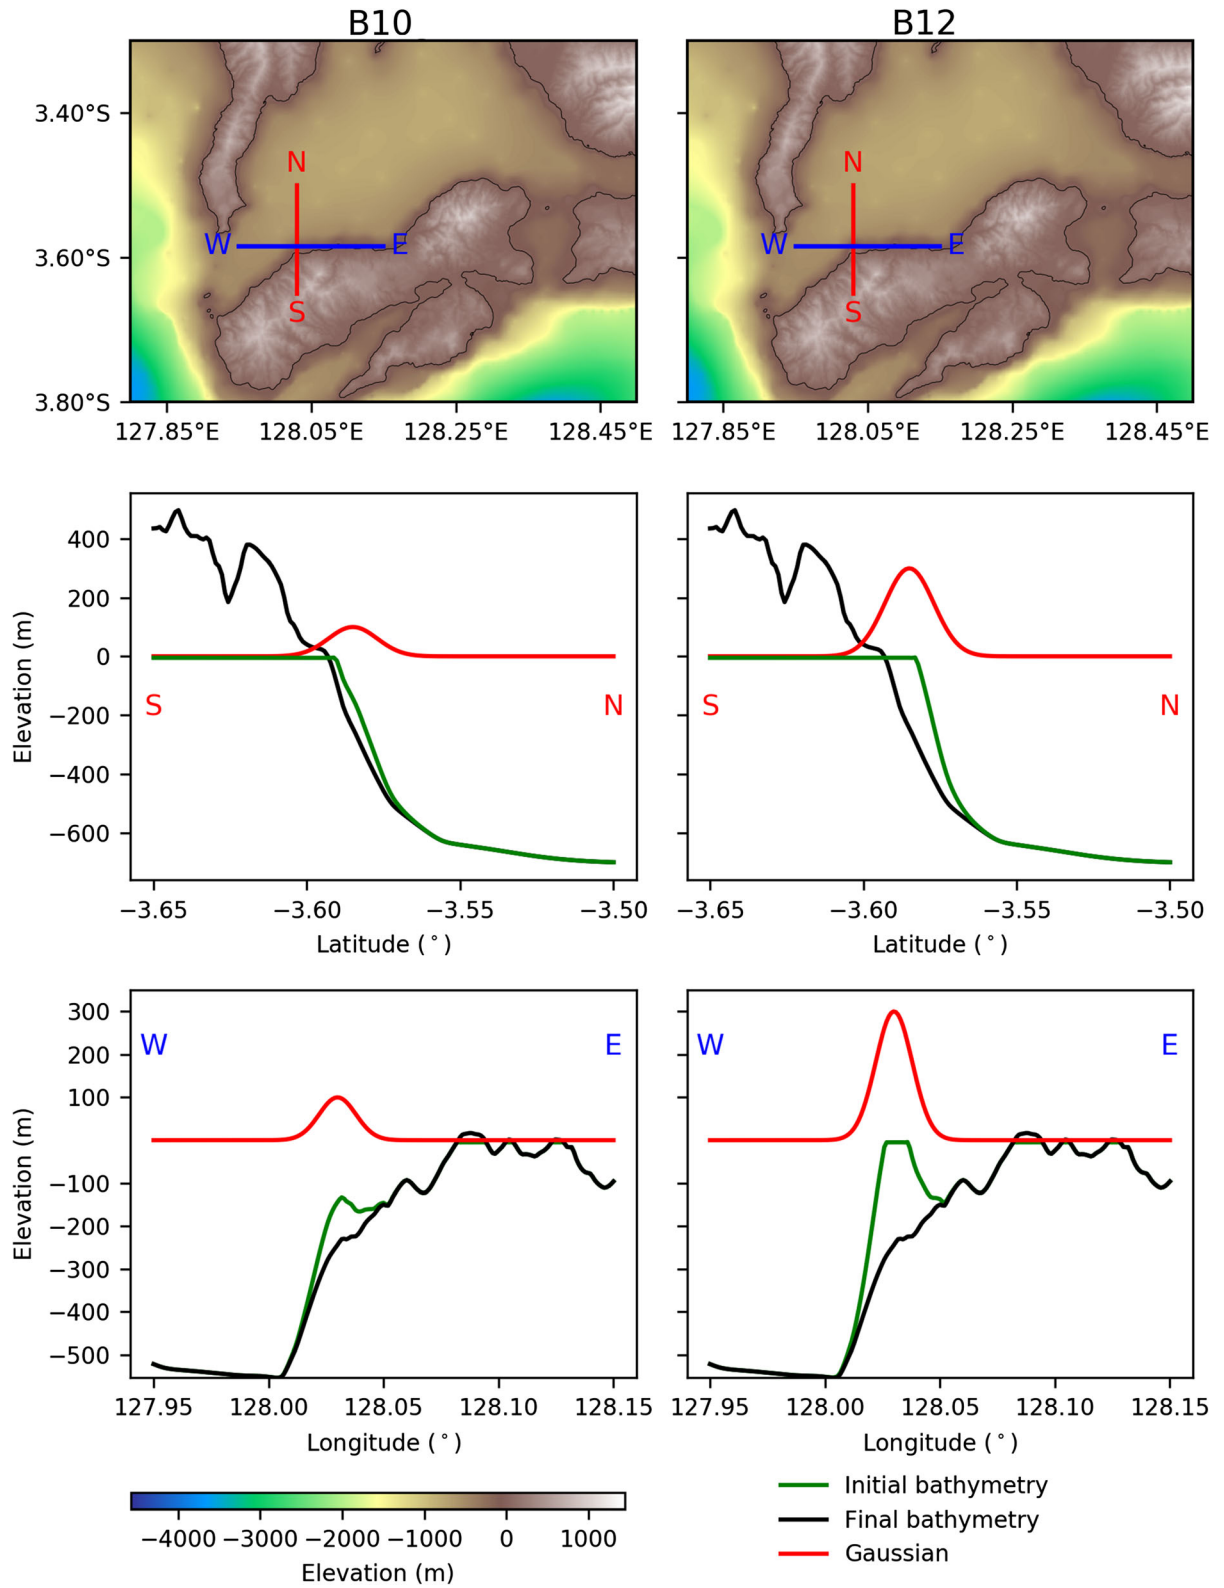 B10
B12
3.40°S
3.60°S
3.80°S
N
W
E
S
N
W
E
S
127.85°E
128.05°E
128.25°E
128.45°E
127.85°E
128.05°E
128.25°E
128.45°E
Elevation (m)
400
200
0
−200
−400
−600
S
N
S
N
−3.65
−3.60
−3.55
−3.50
−3.65
−3.60
−3.55
−3.50
Latitude (°)
Latitude (°)
Elevation (m)
300
200
100
−100
−200
−300
−400
−500
W
E
W
E
127.95
128.00
128.05
128.10
128.15
127.95
128.00
128.05
128.10
128.15
Longitude (°)
Longitude (°)
−4000
−3000
−2000
−1000
0
1000
Elevation (m)
Initial bathymetry
Final bathymetry
Gaussian